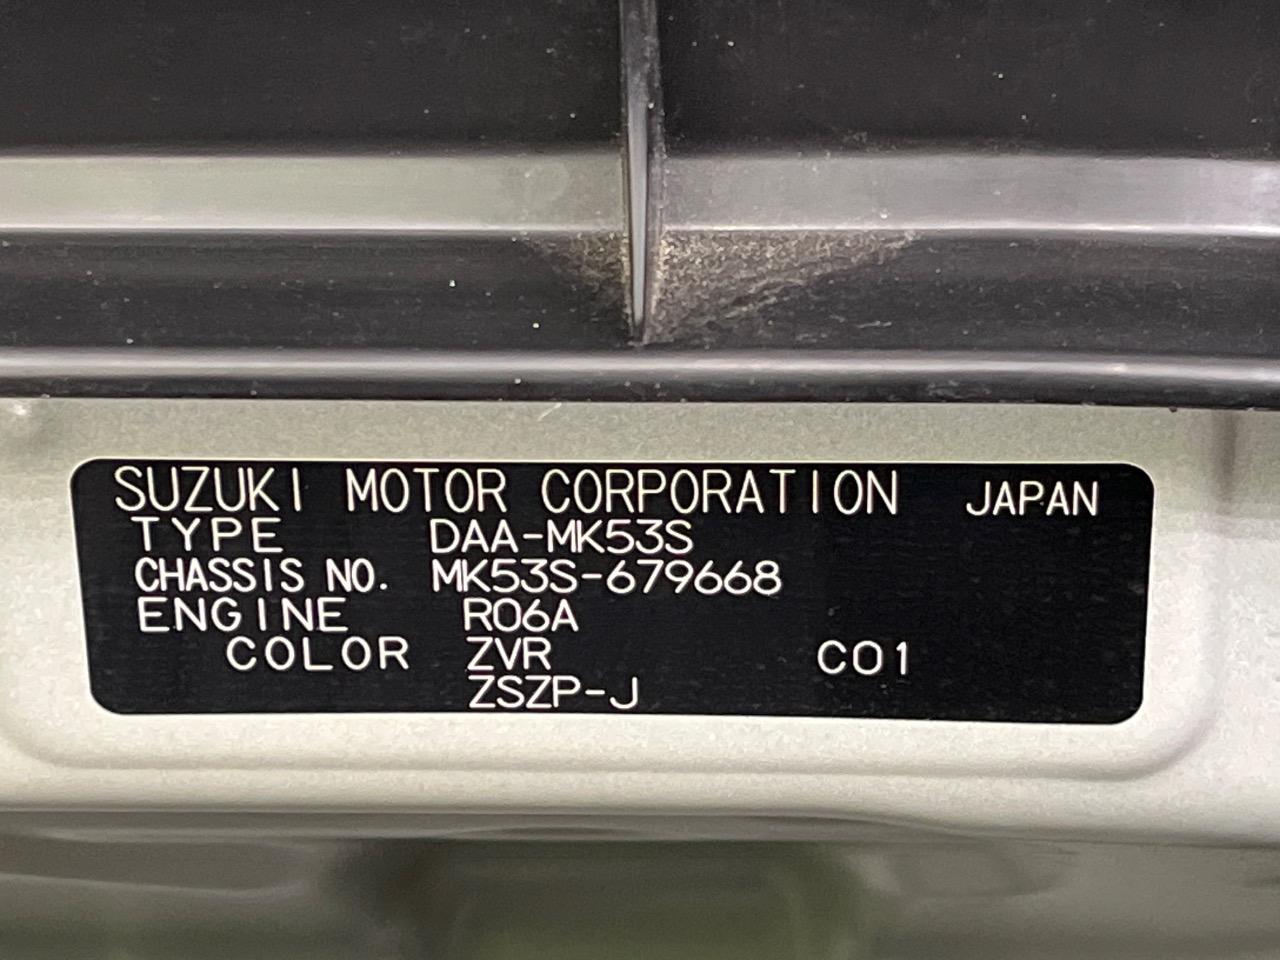 SUZUKI MOTOR CORPORATION JAPAN
TYPE DAA-MK53S
CHASSIS NO. MK53S-679668
ENGINE R06A
COLOR ZVR C01
ZSZP-J